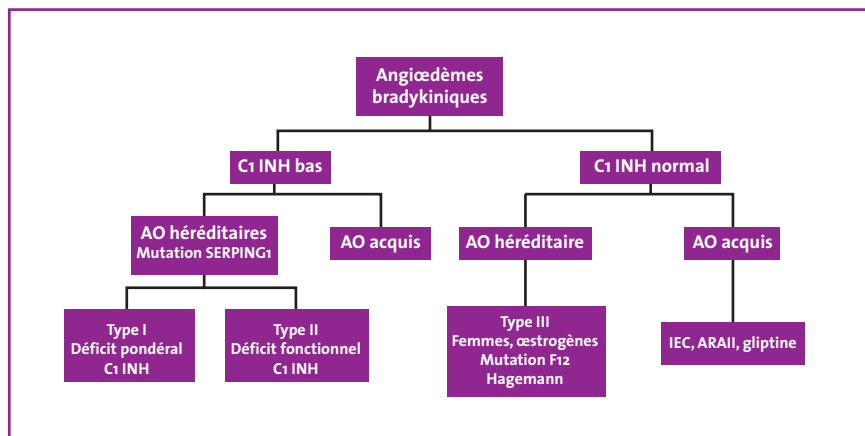 Angiœdèmes
bradykiniques
C1 INH bas
C1 INH normal
AO héréditaires
Mutation SERPING1
AO acquis
AO héréditaire
AO acquis
Type I
Déficit pondéral
C1 INH
Type II
Déficit fonctionnel
C1 INH
Type III
Femmes, œstrogènes
Mutation F12
Hagemann
IEC, ARAII, gliptine